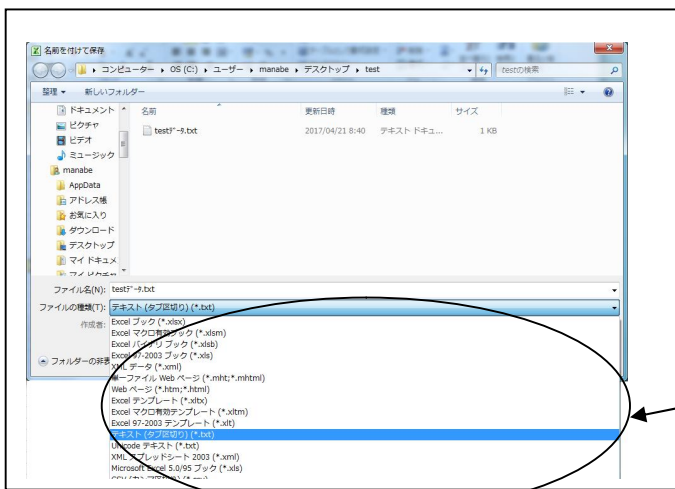 名前を付けて保存
コンピューター ▸ OS (C:) ▸ ユーザー ▸ manabe ▸ デスクトップ ▸ test
testの検索
整理 新しいフォルダー
ドキュメント
ピクチャ
ビデオ
ミュージック
manabe
AppData
アドレス帳
お気に入り
ダウンロード
デスクトップ
マイ ドキュメ
マイ ピクチャ
名前 更新日時 種類 サイズ
testﾃﾞｰﾀ.txt 2017/04/21 8:40 テキスト ドキュ... 1 KB
ファイル名(N): testﾃﾞｰﾀ.txt
ファイルの種類(T): テキスト (タブ区切り) (*.txt)
作成者:
フォルダーの非表
Excel ブック (*.xlsx)
Excel マクロ有効ブック (*.xlsm)
Excel バイナリ ブック (*.xlsb)
Excel 97-2003 ブック (*.xls)
XML データ (*.xml)
単一ファイル Web ページ (*.mht;*.mhtml)
Web ページ (*.htm;*.html)
Excel テンプレート (*.xltx)
Excel マクロ有効テンプレート (*.xltm)
Excel 97-2003 テンプレート (*.xlt)
テキスト (タブ区切り) (*.txt)
Unicode テキスト (*.txt)
XML スプレッドシート 2003 (*.xml)
Microsoft Excel 5.0/95 ブック (*.xls)